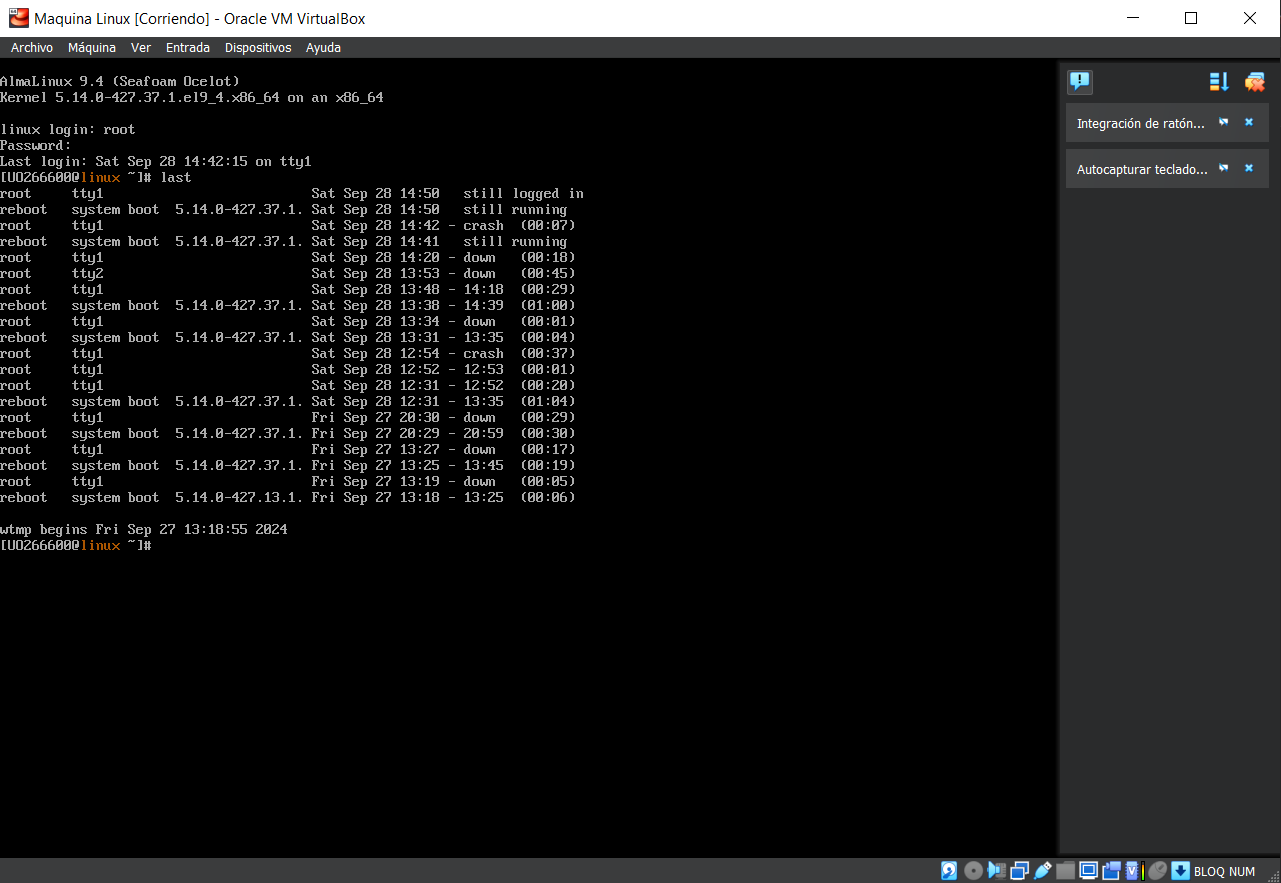 Maquina Linux [Corriendo] - Oracle VM VirtualBox
Archivo Máquina Ver Entrada Dispositivos Ayuda
AlmaLinux 9.4 (Seafoam Ocelot)
Kernel 5.14.0-427.37.1.el9_4.x86_64 on an x86_64
linux login: root
Password:
Last login: Sat Sep 28 14:42:15 on tty1
[UO266600@linux ~]# last
root     tty1                          Sat Sep 28 14:50   still logged in
reboot   system boot  5.14.0-427.37.1. Sat Sep 28 14:50   still running
root     tty1                          Sat Sep 28 14:42 - crash  (00:07)
reboot   system boot  5.14.0-427.37.1. Sat Sep 28 14:41   still running
root     tty1                          Sat Sep 28 14:20 - down   (00:18)
root     tty2                          Sat Sep 28 13:53 - down   (00:45)
root     tty1                          Sat Sep 28 13:48 - 14:18  (00:29)
reboot   system boot  5.14.0-427.37.1. Sat Sep 28 13:38 - 14:39  (01:00)
root     tty1                          Sat Sep 28 13:34 - down   (00:01)
reboot   system boot  5.14.0-427.37.1. Sat Sep 28 13:31 - 13:35  (00:04)
root     tty1                          Sat Sep 28 12:54 - crash  (00:37)
root     tty1                          Sat Sep 28 12:52 - 12:53  (00:01)
root     tty1                          Sat Sep 28 12:31 - 12:52  (00:20)
reboot   system boot  5.14.0-427.37.1. Sat Sep 28 12:31 - 13:35  (01:04)
root     tty1                          Fri Sep 27 20:30 - down   (00:29)
reboot   system boot  5.14.0-427.37.1. Fri Sep 27 20:29 - 20:59  (00:30)
root     tty1                          Fri Sep 27 13:27 - down   (00:17)
reboot   system boot  5.14.0-427.37.1. Fri Sep 27 13:25 - 13:45  (00:19)
root     tty1                          Fri Sep 27 13:19 - down   (00:05)
reboot   system boot  5.14.0-427.13.1. Fri Sep 27 13:18 - 13:25  (00:06)
wtmp begins Fri Sep 27 13:18:55 2024
[UO266600@linux ~]#
Integración de ratón...
Autocapturar teclado...
BLOQ NUM